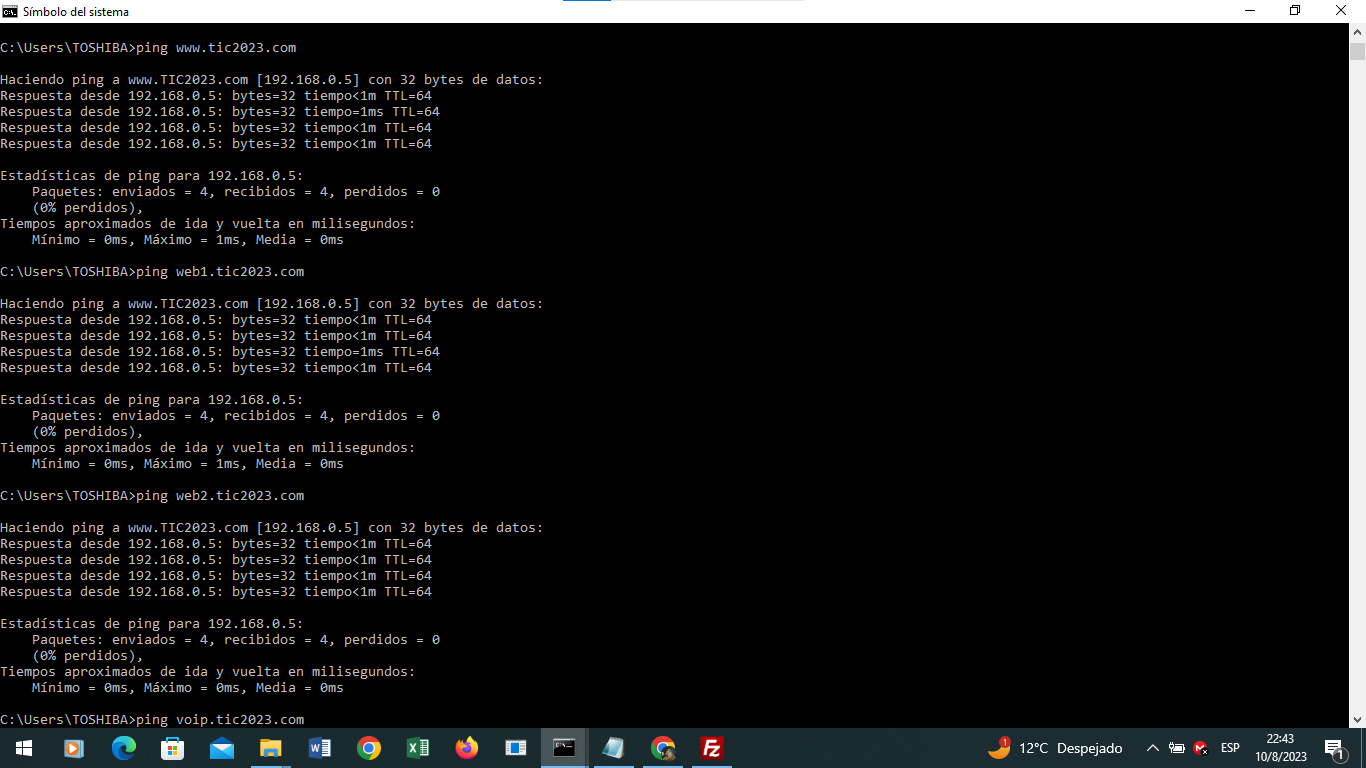 Símbolo del sistema
C:\Users\TOSHIBA>ping www.tic2023.com
Haciendo ping a www.TIC2023.com [192.168.0.5] con 32 bytes de datos:
Respuesta desde 192.168.0.5: bytes=32 tiempo<1m TTL=64
Respuesta desde 192.168.0.5: bytes=32 tiempo=1ms TTL=64
Respuesta desde 192.168.0.5: bytes=32 tiempo<1m TTL=64
Respuesta desde 192.168.0.5: bytes=32 tiempo<1m TTL=64
Estadísticas de ping para 192.168.0.5:
Paquetes: enviados = 4, recibidos = 4, perdidos = 0
(0% perdidos),
Tiempos aproximados de ida y vuelta en milisegundos:
Mínimo = 0ms, Máximo = 1ms, Media = 0ms
C:\Users\TOSHIBA>ping web1.tic2023.com
Haciendo ping a www.TIC2023.com [192.168.0.5] con 32 bytes de datos:
Respuesta desde 192.168.0.5: bytes=32 tiempo<1m TTL=64
Respuesta desde 192.168.0.5: bytes=32 tiempo<1m TTL=64
Respuesta desde 192.168.0.5: bytes=32 tiempo=1ms TTL=64
Respuesta desde 192.168.0.5: bytes=32 tiempo<1m TTL=64
Estadísticas de ping para 192.168.0.5:
Paquetes: enviados = 4, recibidos = 4, perdidos = 0
(0% perdidos),
Tiempos aproximados de ida y vuelta en milisegundos:
Mínimo = 0ms, Máximo = 1ms, Media = 0ms
C:\Users\TOSHIBA>ping web2.tic2023.com
Haciendo ping a www.TIC2023.com [192.168.0.5] con 32 bytes de datos:
Respuesta desde 192.168.0.5: bytes=32 tiempo<1m TTL=64
Respuesta desde 192.168.0.5: bytes=32 tiempo<1m TTL=64
Respuesta desde 192.168.0.5: bytes=32 tiempo<1m TTL=64
Respuesta desde 192.168.0.5: bytes=32 tiempo<1m TTL=64
Estadísticas de ping para 192.168.0.5:
Paquetes: enviados = 4, recibidos = 4, perdidos = 0
(0% perdidos),
Tiempos aproximados de ida y vuelta en milisegundos:
Mínimo = 0ms, Máximo = 0ms, Media = 0ms
C:\Users\TOSHIBA>ping voip.tic2023.com
1 12°C Despejado ESP 22:43
10/8/2023 1